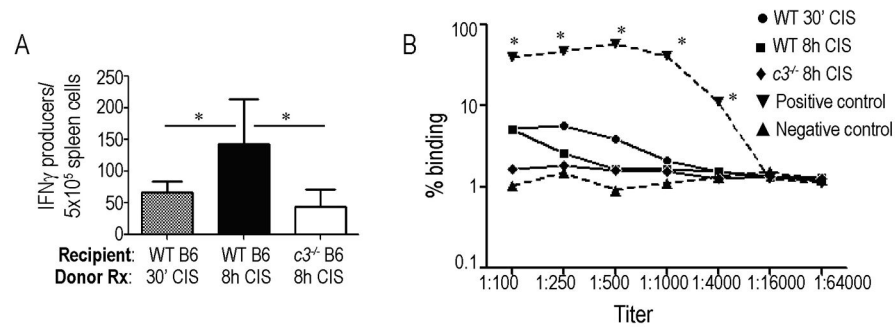 A
IFNγ producers/
5x10⁵ spleen cells
250
200
150
100
50
0
*
*
Recipient: WT B6 WT B6 c3-/- B6
Donor Rx: 30' CIS 8h CIS 8h CIS
B
% binding
100
10
1
0.1
* * * * *
WT 30' CIS
WT 8h CIS
c3-/- 8h CIS
Positive control
Negative control
1:100 1:250 1:500 1:1000 1:4000 1:16000 1:64000
Titer